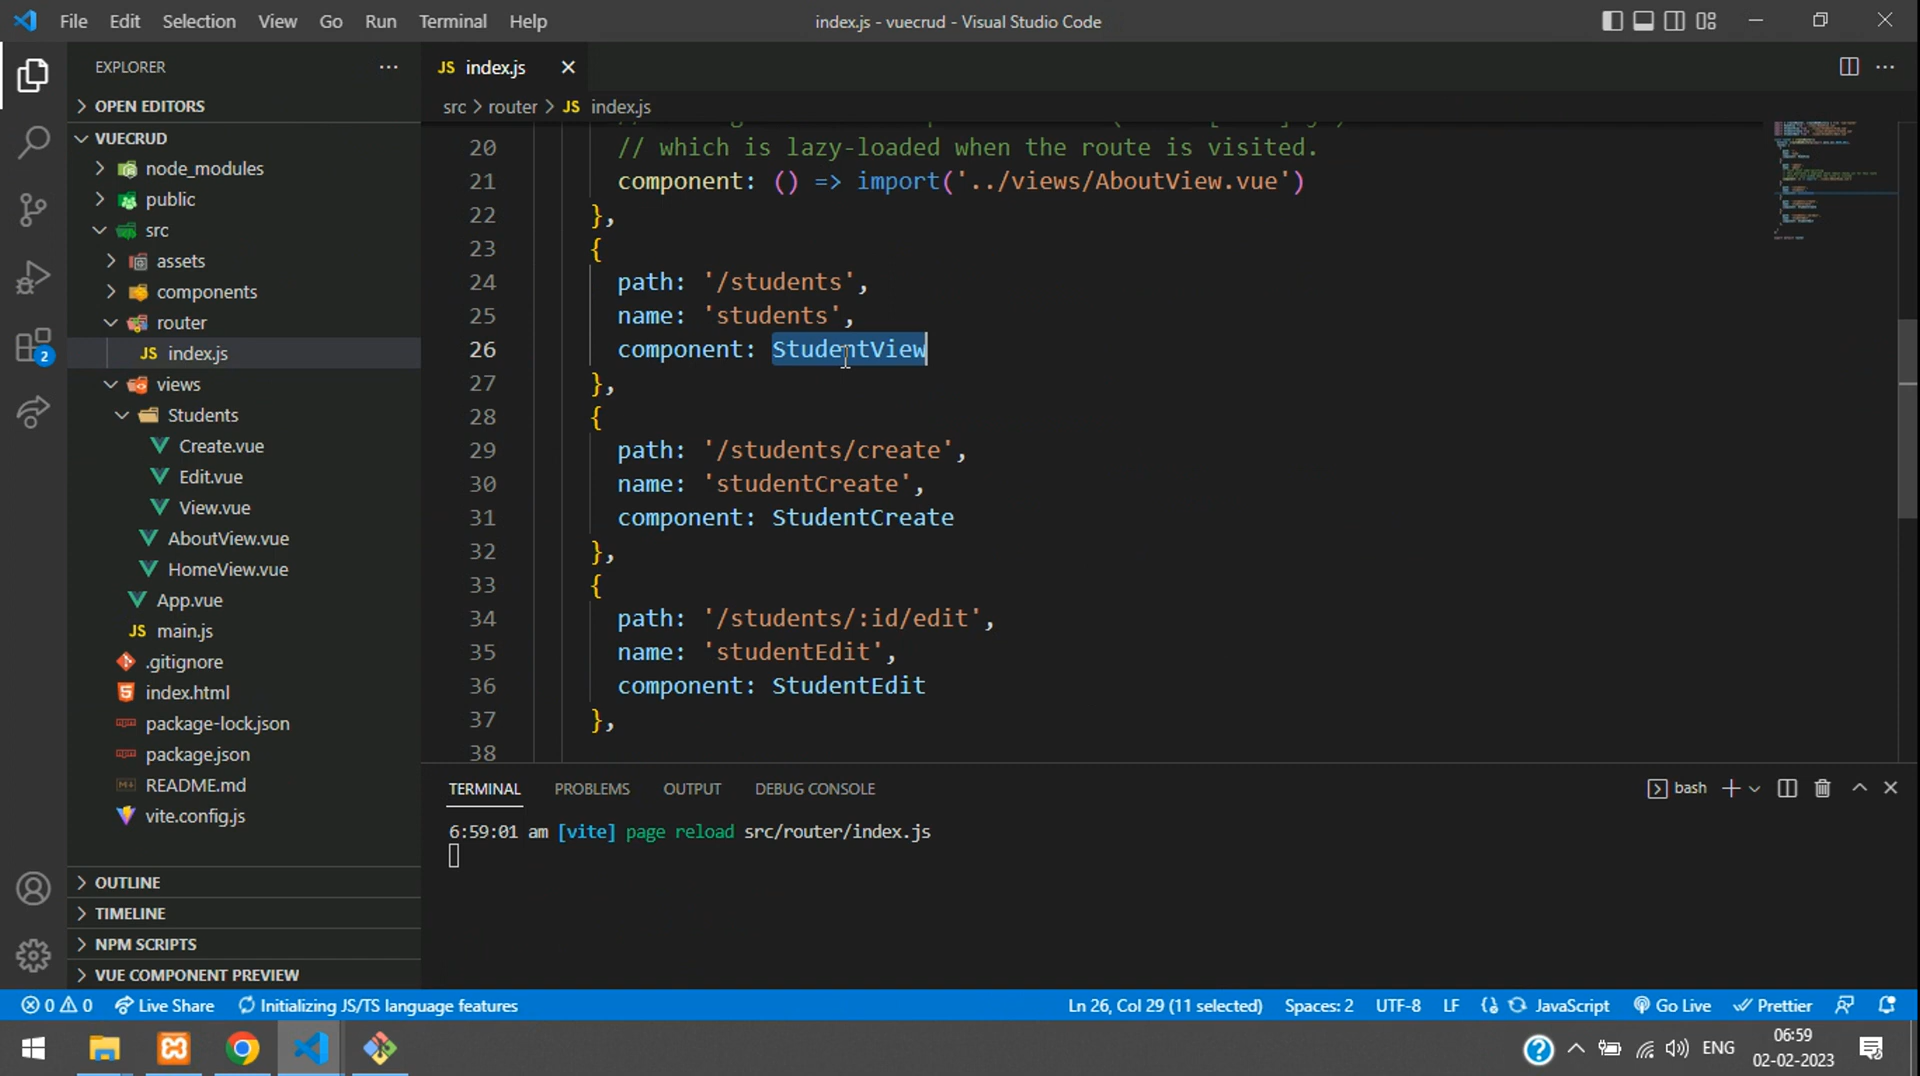 File Edit Selection View Go Run Terminal Help
index.js - vuecrud - Visual Studio Code
EXPLORER
OPEN EDITORS
VUECRUD
node_modules
public
src
assets
components
router
JS index.js
views
Students
Create.vue
Edit.vue
View.vue
AboutView.vue
HomeView.vue
App.vue
JS main.js
.gitignore
index.html
package-lock.json
package.json
README.md
vite.config.js
OUTLINE
TIMELINE
NPM SCRIPTS
VUE COMPONENT PREVIEW
2
JS index.js
src > router > JS index.js
20 // which is lazy-loaded when the route is visited.
21 component: () => import('../views/AboutView.vue')
22 },
23 {
24 path: '/students',
25 name: 'students',
26 component: StudentView
27 },
28 {
29 path: '/students/create',
30 name: 'studentCreate',
31 component: StudentCreate
32 },
33 {
34 path: '/students/:id/edit',
35 name: 'studentEdit',
36 component: StudentEdit
37 },
38
TERMINAL PROBLEMS OUTPUT DEBUG CONSOLE
bash
6:59:01 am [vite] page reload src/router/index.js
0 0 Live Share Initializing JS/TS language features
Ln 26, Col 29 (11 selected) Spaces: 2 UTF-8 LF {} JavaScript Go Live Prettier
ENG
06:59
02-02-2023